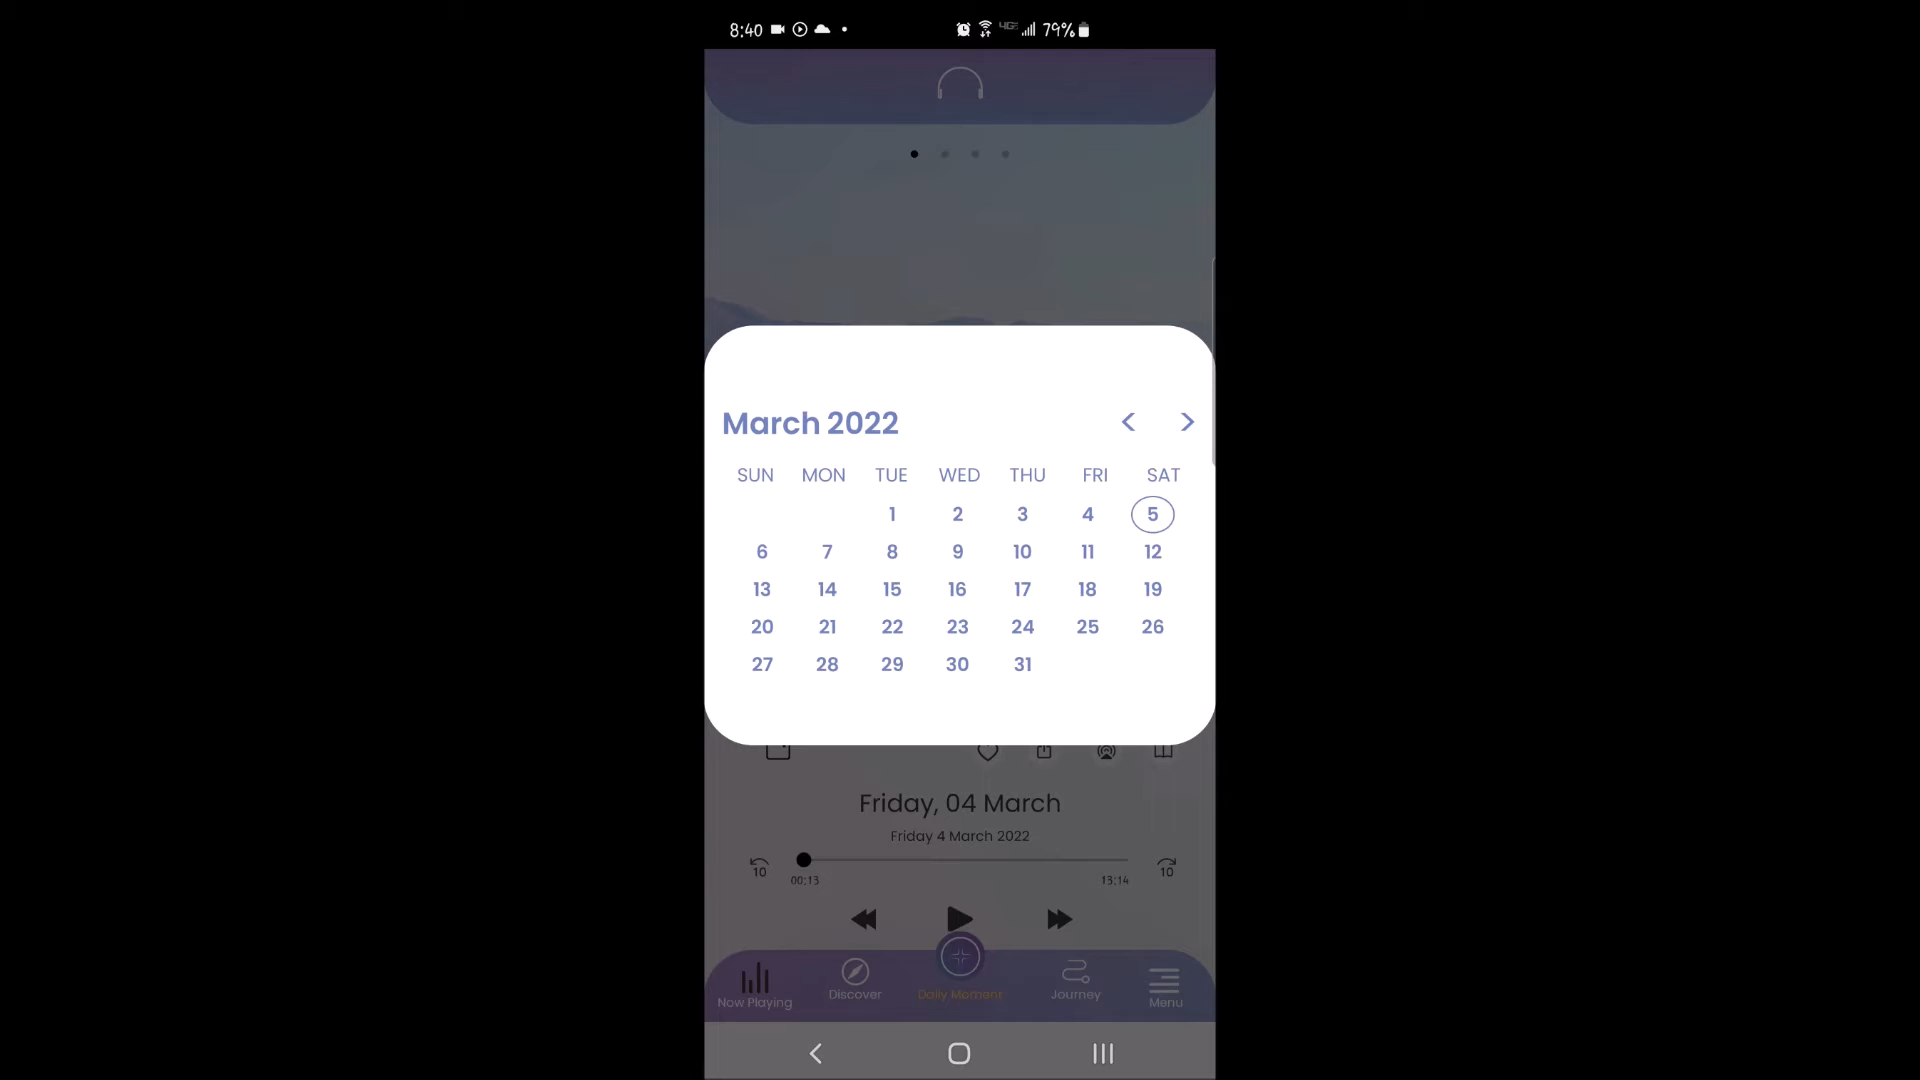 8:40 4GE 79%
March 2022 < >
SUN MON TUE WED THU FRI SAT
1 2 3 4 5
6 7 8 9 10 11 12
13 14 15 16 17 18 19
20 21 22 23 24 25 26
27 28 29 30 31
Friday, 04 March
Friday 4 March 2022
10 10
00:13 13:14
Now Playing Discover Daily Moment Journey Menu